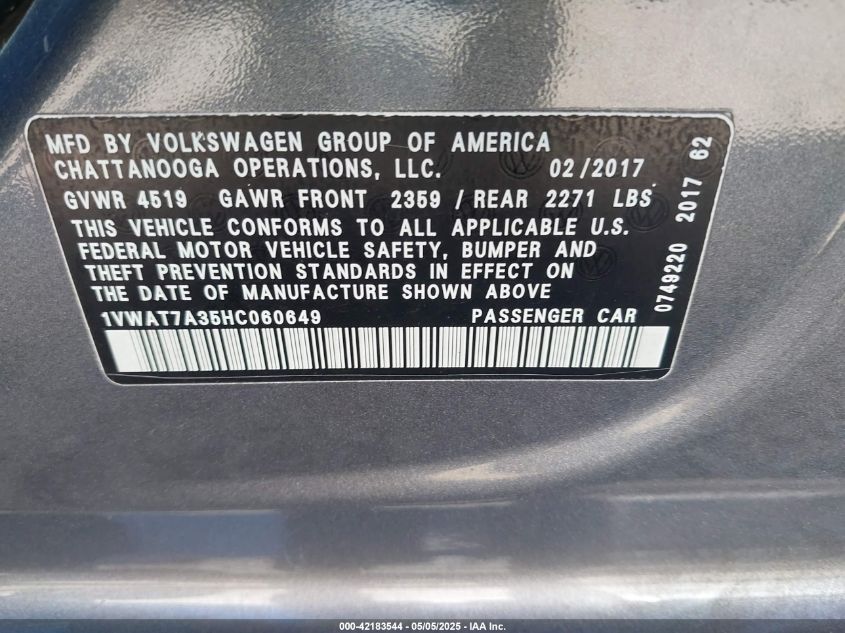 MFD BY VOLKSWAGEN GROUP OF AMERICA
CHATTANOOGA OPERATIONS, LLC. 02/2017
GVWR 4519 GAWR FRONT 2359 / REAR 2271 LBS
THIS VEHICLE CONFORMS TO ALL APPLICABLE U.S.
FEDERAL MOTOR VEHICLE SAFETY, BUMPER AND
THEFT PREVENTION STANDARDS IN EFFECT ON
THE DATE OF MANUFACTURE SHOWN ABOVE
1VWAT7A35HC060649 PASSENGER CAR
0749220 2017 62
000-42183544 - 05/05/2025 - IAA Inc.